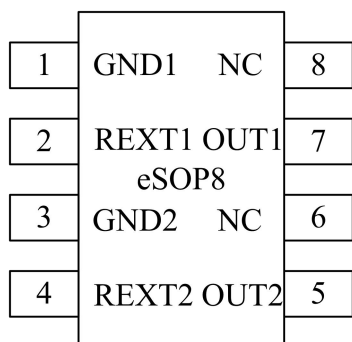 1 GND1 NC 8
2 REXT1 OUT1 7
eSOP8
3 GND2 NC 6
4 REXT2 OUT2 5